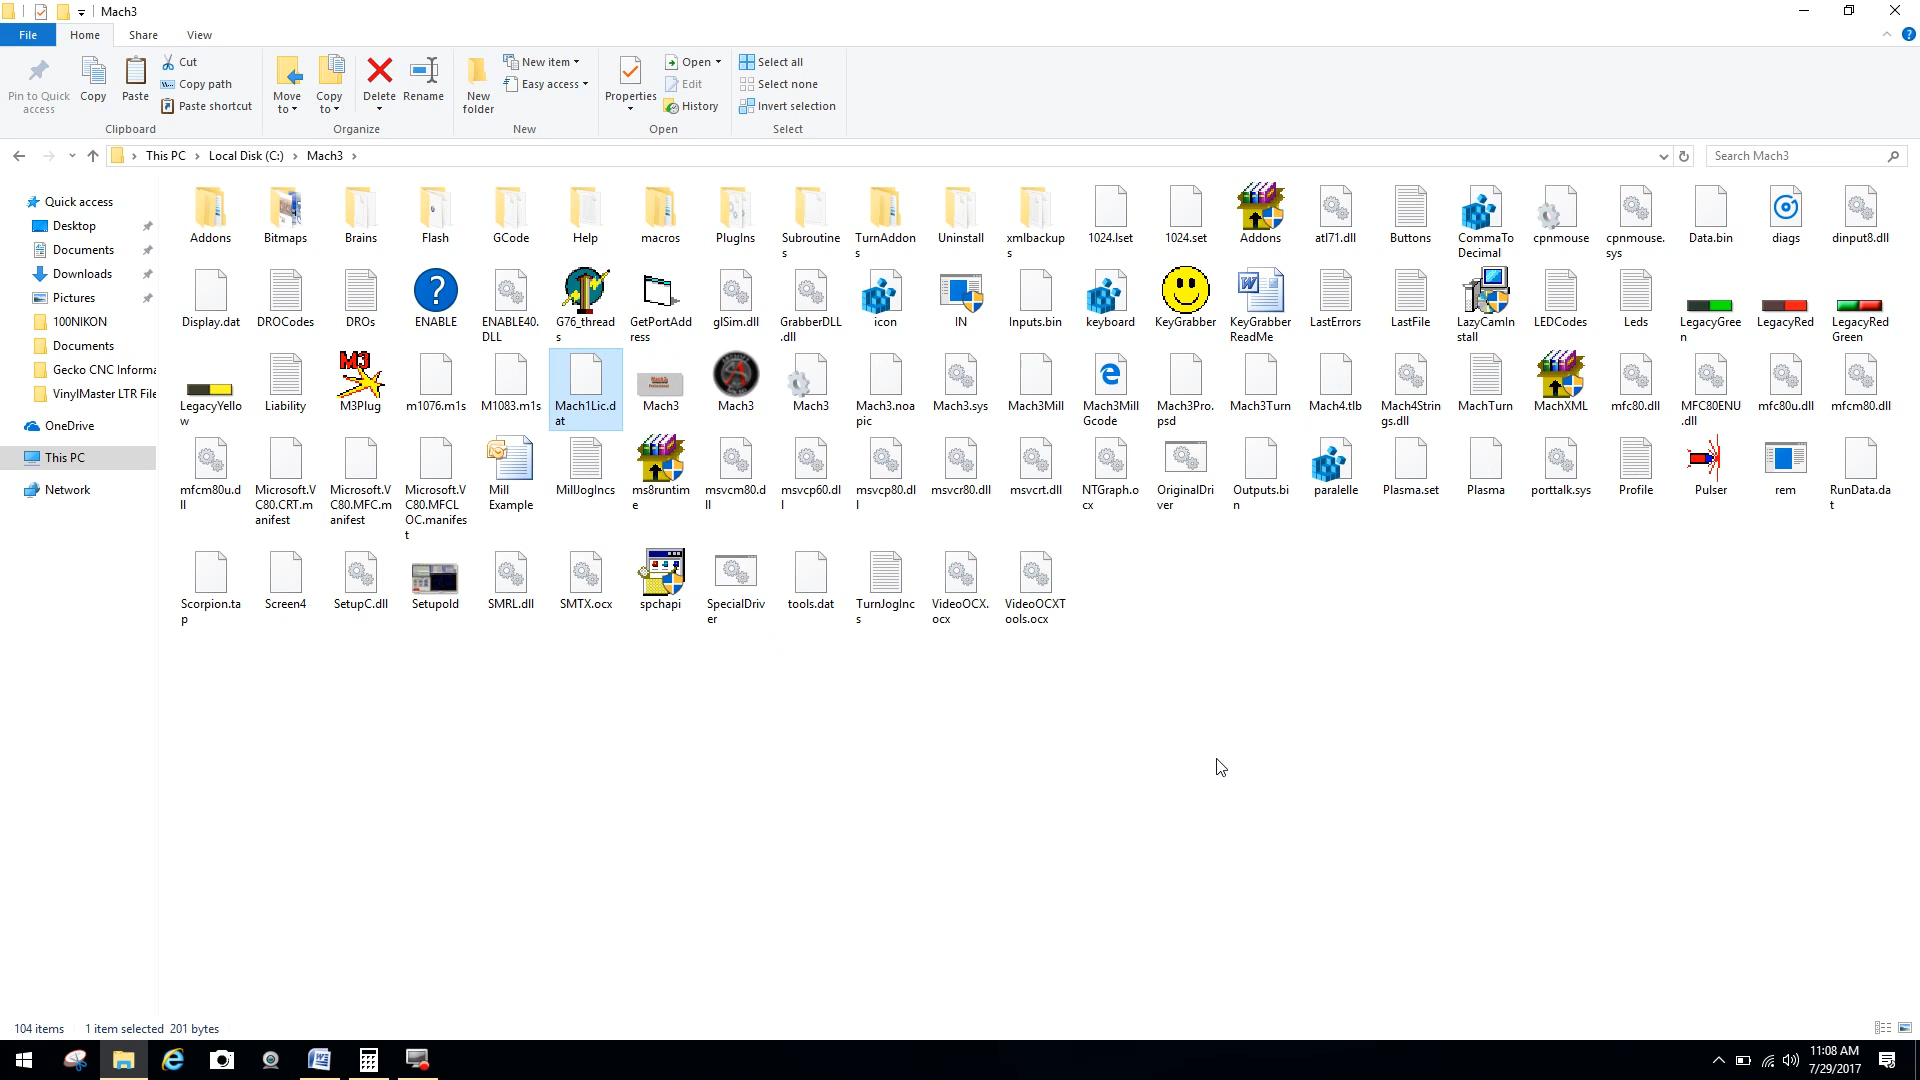 Mach3
File Home Share View
Pin to Quick access
Copy
Paste
Cut
Copy path
Paste shortcut
Clipboard
Move to
Copy to
Delete
Rename
Organize
New folder
New item
Easy access
New
Properties
Open
Edit
History
Open
Select all
Select none
Invert selection
Select
This PC Local Disk (C:) Mach3
Search Mach3
Quick access
Desktop
Documents
Downloads
Pictures
100NIKON
Documents
Gecko CNC Informa
VinylMaster LTR File
OneDrive
This PC
Network
Addons Bitmaps Brains Flash GCode Help macros PlugIns Subroutines TurnAddons Uninstall xmlbackups 1024.lset 1024.set Addons atl71.dll Buttons CommaToDecimal cpnmouse cpnmouse.sys Data.bin diags dinput8.dll
Display.dat DROCodes DROs ENABLE ENABLE40.DLL G76_threads GetPortAddress glSim.dll GrabberDLL.dll icon IN Inputs.bin keyboard KeyGrabber KeyGrabberReadMe LastErrors LastFile LazyCamInstall LEDCodes Leds LegacyGreen LegacyRed LegacyRedGreen
LegacyYellow Liability M3Plug m1076.m1s M1083.m1s Mach1Lic.dat Mach3 Mach3 Mach3 Mach3.noapic Mach3.sys Mach3Mill Mach3MillGcode Mach3Pro.psd Mach3Turn Mach4.tlb Mach4Strings.dll MachTurn MachXML mfc80.dll MFC80ENU.dll mfc80u.dll mfcm80.dll
mfcm80u.dll Microsoft.VC80.CRT.manifest Microsoft.VC80.MFC.manifest Microsoft.VC80.MFCLOC.manifest Mill Example MillJogIncs ms8runtime msvcm80.dll msvcp60.dll msvcp80.dll msvcr80.dll msvcrt.dll NTGraph.ocx OriginalDriver Outputs.bin paralelle Plasma.set Plasma porttalk.sys Profile Pulser rem RunData.dat
Scorpion.tap Screen4 SetupC.dll Setupold SMRL.dll SMTX.ocx spchapi SpecialDriver tools.dat TurnJogIncs VideoOCX.ocx VideoOCXTools.ocx
104 items 1 item selected 201 bytes
11:08 AM
7/29/2017